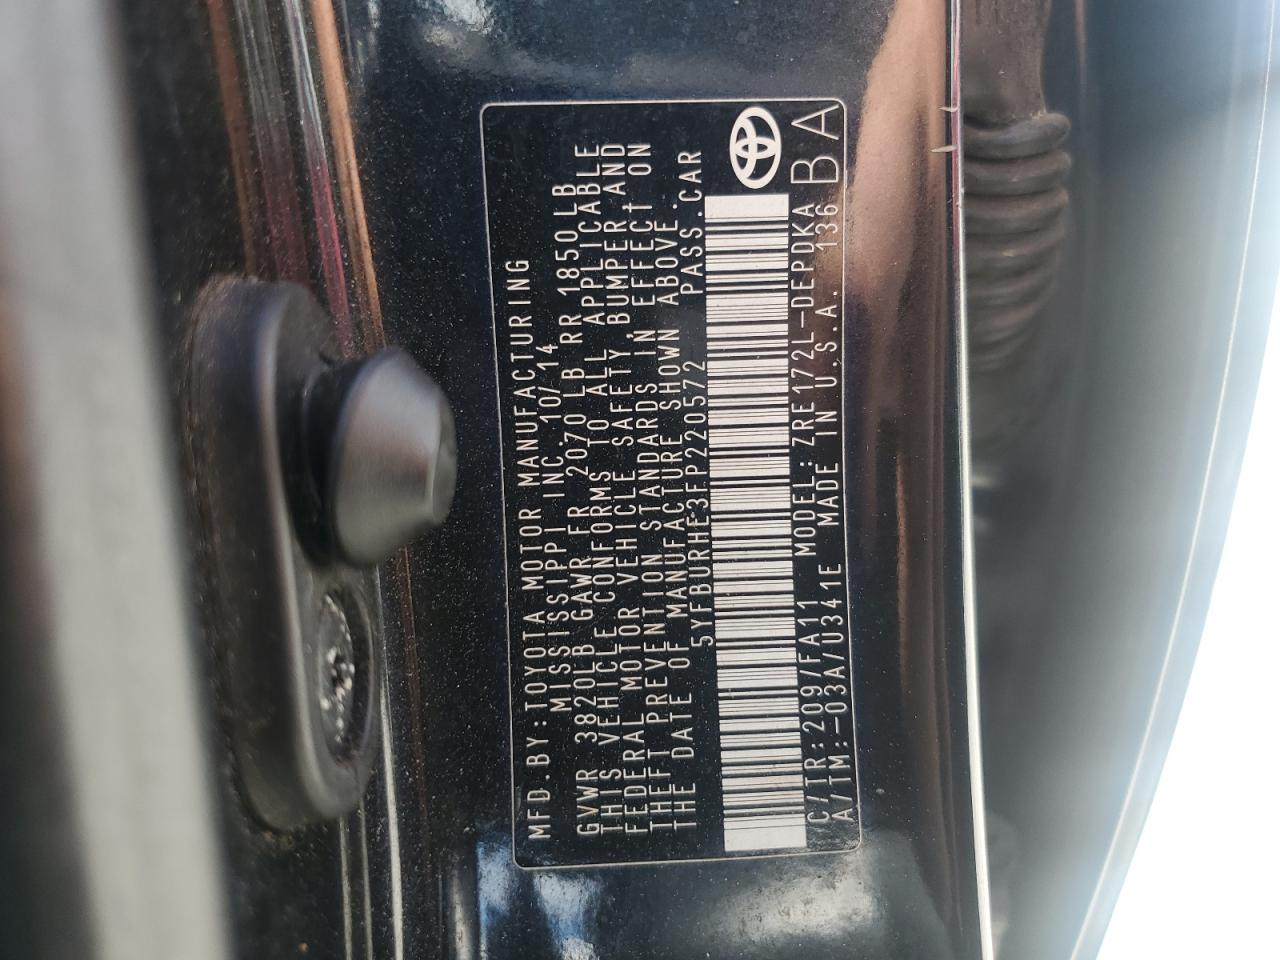 MFD.BY:TOYOTA MOTOR MANUFACTURING
MISSISSIPPI INC. 10/14
GVWR 3820LB GAWR FR 2070 LB RR 1850LB
THIS VEHICLE CONFORMS TO ALL APPLICABLE
FEDERAL MOTOR VEHICLE SAFETY,BUMPER,AND
THEFT PREVENTION STANDARDS IN EFFECT ON
THE DATE OF MANUFACTURE SHOWN ABOVE.
5YFBURHE3FP220572 PASS.CAR
C/TR:209/FA11 MODEL:ZRE172L-DEPDKA
A/TM:-03A/U341E MADE IN U.S.A. 136
BA